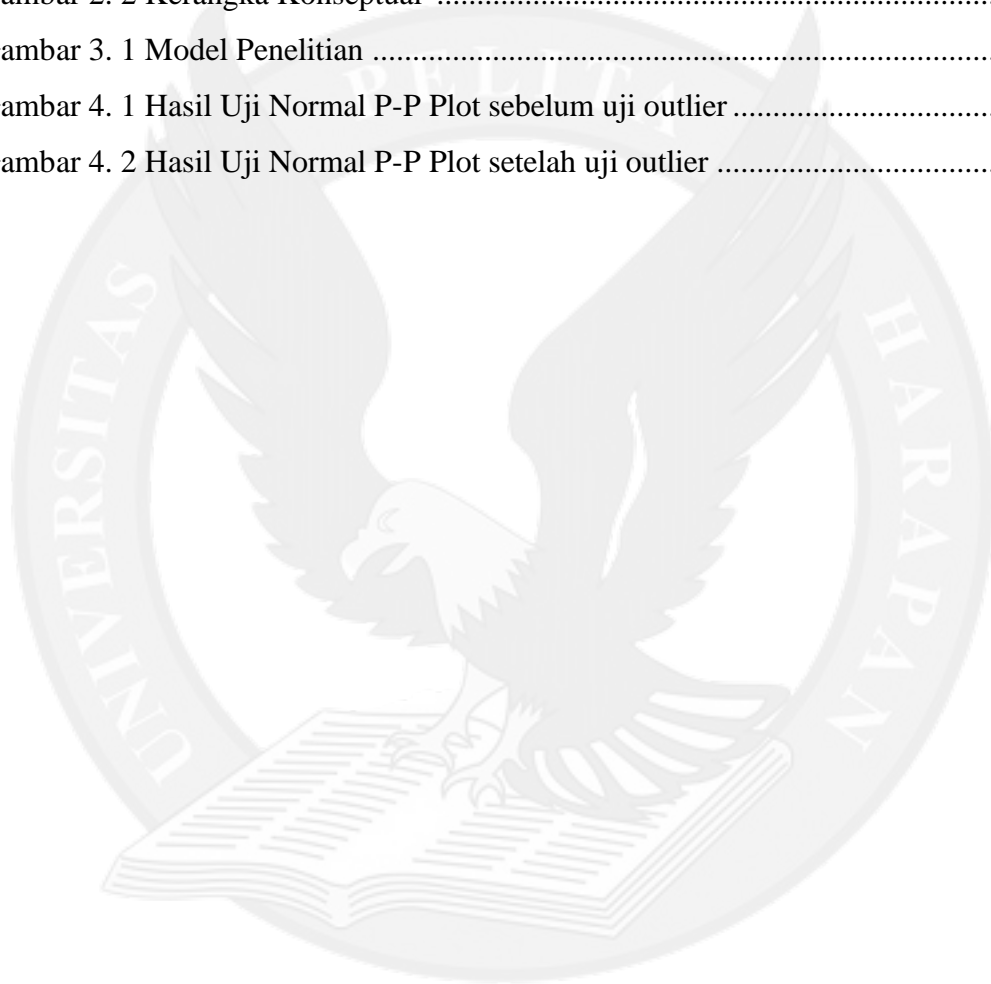 ambar 2. 2 Kerangka Konseptual ........................................................................
ambar 3. 1 Model Penelitian ................................................................................
ambar 4. 1 Hasil Uji Normal P-P Plot sebelum uji outlier .................................
ambar 4. 2 Hasil Uji Normal P-P Plot setelah uji outlier ...................................
UNIVERSITAS PELITA HARAPAN